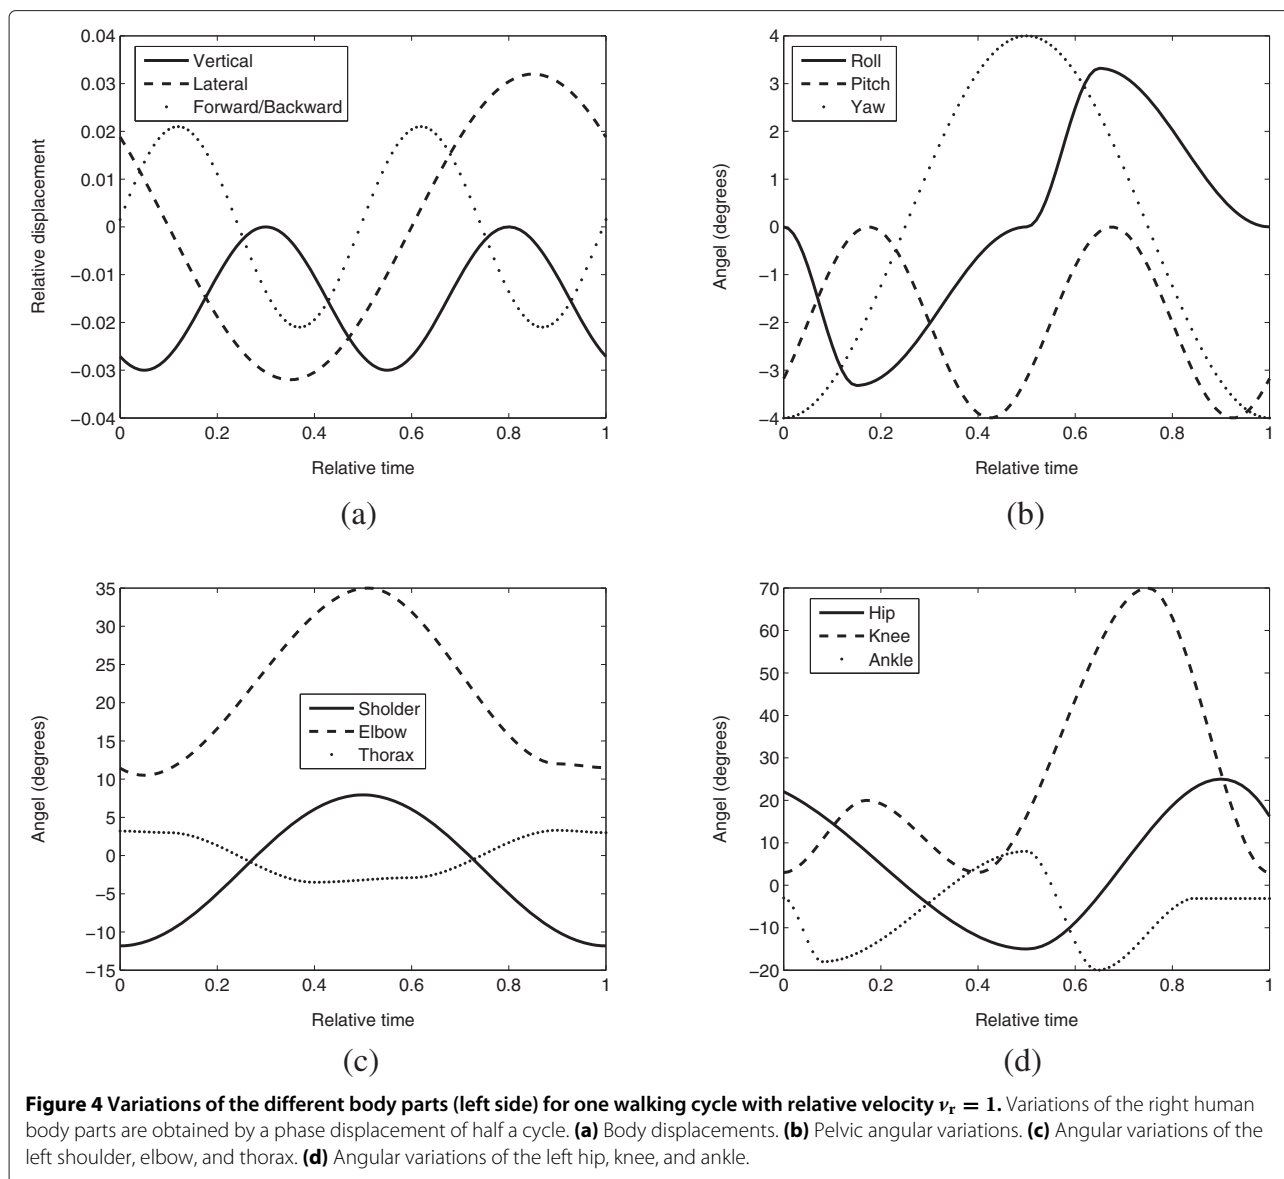 0.04
0.03
0.02
0.01
0
−0.01
−0.02
−0.03
−0.04
Relative displacement
Vertical
Lateral
Forward/Backward
0 0.2 0.4 0.6 0.8 1
Relative time
(a)
4
3
2
1
0
−1
−2
−3
−4
Angel (degrees)
Roll
Pitch
Yaw
0 0.2 0.4 0.6 0.8 1
Relative time
(b)
35
30
25
20
15
10
5
0
−5
−10
−15
Angel (degrees)
Sholder
Elbow
Thorax
0 0.2 0.4 0.6 0.8 1
Relative time
(c)
70
60
50
40
30
20
10
0
−10
−20
Angel (degrees)
Hip
Knee
Ankle
0 0.2 0.4 0.6 0.8 1
Relative time
(d)
Figure 4 Variations of the different body parts (left side) for one walking cycle with relative velocity νr = 1. Variations of the right human
body parts are obtained by a phase displacement of half a cycle. (a) Body displacements. (b) Pelvic angular variations. (c) Angular variations of the
left shoulder, elbow, and thorax. (d) Angular variations of the left hip, knee, and ankle.